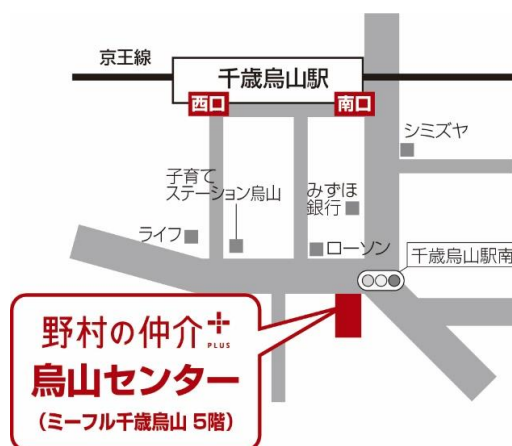 京王線
千歳烏山駅
西口
南口
シミズヤ
子育て
ステーション烏山
みずほ
銀行
ライフ
ローソン
千歳烏山駅南
野村の仲介+
PLUS
烏山センター
(ミーフル千歳烏山 5階)